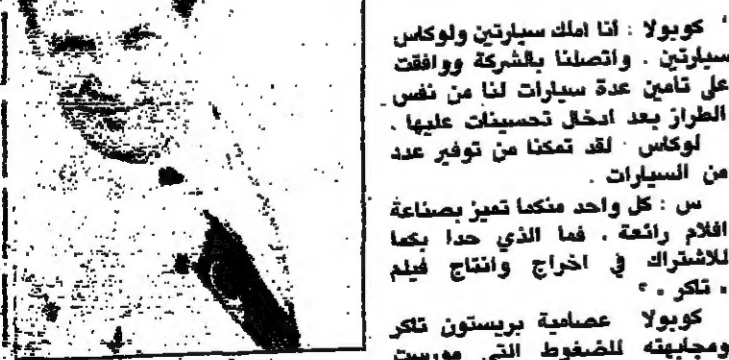 كوبولا : أنا املك سيارتين ولوكاس
سيارتين . واتصلنا بالشركة ووافقت
على تامين عدة سيارات لنا من نفس
الطراز بعد ادخال تحسينات عليها .
لوكاس : لقد تمكنا من توفير عدد
من السيارات .
س : كل واحد منكما تميز بصناعة
افلام رائعة ، فما الذي حدا بكما
للاشتراك في اخراج وانتاج فيلم
« تاكر » ؟
كوبولا عصامية بريستون تاكر
ومجابهته للضغوط التي مورست